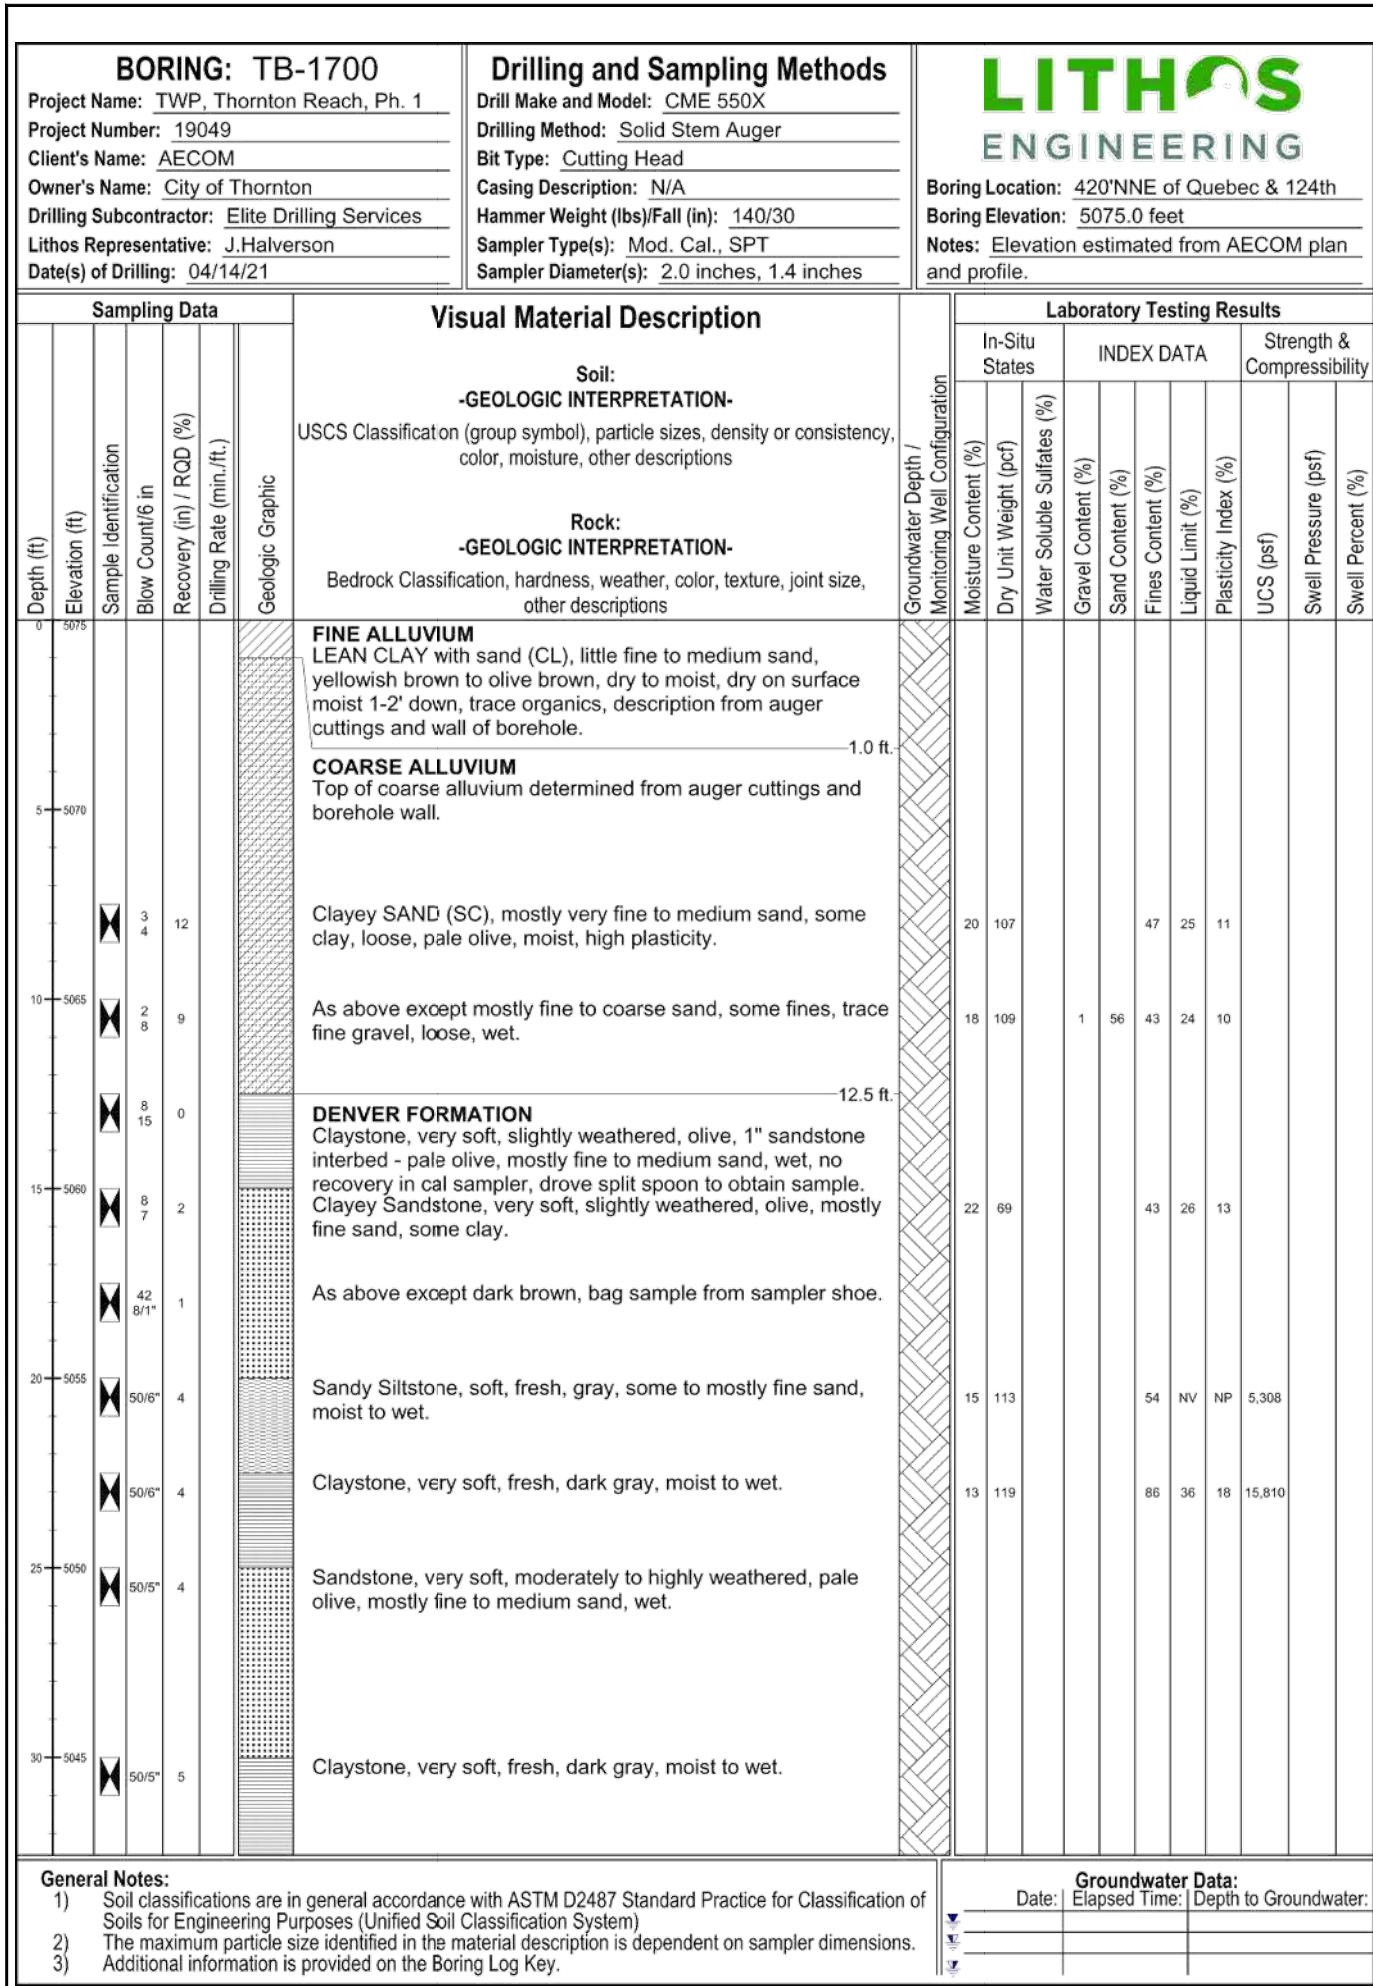 BORING: TB-1700
Project Name: TWP, Thornton Reach, Ph. 1
Project Number: 19049
Client's Name: AECOM
Owner's Name: City of Thornton
Drilling Subcontractor: Elite Drilling Services
Lithos Representative: J.Halverson
Date(s) of Drilling: 04/14/21
Drilling and Sampling Methods
Drill Make and Model: CME 550X
Drilling Method: Solid Stem Auger
Bit Type: Cutting Head
Casing Description: N/A
Hammer Weight (lbs)/Fall (in): 140/30
Sampler Type(s): Mod. Cal., SPT
Sampler Diameter(s): 2.0 inches, 1.4 inches
LITHOS
ENGINEERING
Boring Location: 420'NNE of Quebec & 124th
Boring Elevation: 5075.0 feet
Notes: Elevation estimated from AECOM plan
and profile.
Sampling Data
Depth (ft)
Elevation (ft)
Sample Identification
Blow Count/6 in
Recovery (in) / RQD (%)
Drilling Rate (min./ft.)
Geologic Graphic
Visual Material Description
Soil:
-GEOLOGIC INTERPRETATION-
USCS Classification (group symbol), particle sizes, density or consistency,
color, moisture, other descriptions
Rock:
-GEOLOGIC INTERPRETATION-
Bedrock Classification, hardness, weather, color, texture, joint size,
other descriptions
Groundwater Depth /
Monitoring Well Configuration
Laboratory Testing Results
In-Situ
States
INDEX DATA
Strength &
Compressibility
Moisture Content (%)
Dry Unit Weight (pcf)
Water Soluble Sulfates (%)
Gravel Content (%)
Sand Content (%)
Fines Content (%)
Liquid Limit (%)
Plasticity Index (%)
UCS (psf)
Swell Pressure (psf)
Swell Percent (%)
0 5075
FINE ALLUVIUM
LEAN CLAY with sand (CL), little fine to medium sand,
yellowish brown to olive brown, dry to moist, dry on surface
moist 1-2' down, trace organics, description from auger
cuttings and wall of borehole.
1.0 ft.
COARSE ALLUVIUM
Top of coarse alluvium determined from auger cuttings and
borehole wall.
5 5070
3
4
12
Clayey SAND (SC), mostly very fine to medium sand, some
clay, loose, pale olive, moist, high plasticity.
20 107 47 25 11
10 5065
2
8
9
As above except mostly fine to coarse sand, some fines, trace
fine gravel, loose, wet.
18 109 1 56 43 24 10
12.5 ft.
8
15
0
DENVER FORMATION
Claystone, very soft, slightly weathered, olive, 1" sandstone
interbed - pale olive, mostly fine to medium sand, wet, no
recovery in cal sampler, drove split spoon to obtain sample.
15 5060
8
7
2
Clayey Sandstone, very soft, slightly weathered, olive, mostly
fine sand, some clay.
22 69 43 26 13
42
8/1"
1
As above except dark brown, bag sample from sampler shoe.
20 5055
50/6" 4
Sandy Siltstone, soft, fresh, gray, some to mostly fine sand,
moist to wet.
15 113 54 NV NP 5,308
50/6" 4
Claystone, very soft, fresh, dark gray, moist to wet.
13 119 86 36 18 15,810
25 5050
50/5" 4
Sandstone, very soft, moderately to highly weathered, pale
olive, mostly fine to medium sand, wet.
30 5045
50/5" 5
Claystone, very soft, fresh, dark gray, moist to wet.
General Notes:
1) Soil classifications are in general accordance with ASTM D2487 Standard Practice for Classification of
Soils for Engineering Purposes (Unified Soil Classification System)
2) The maximum particle size identified in the material description is dependent on sampler dimensions.
3) Additional information is provided on the Boring Log Key.
Groundwater Data:
Date: Elapsed Time: Depth to Groundwater: